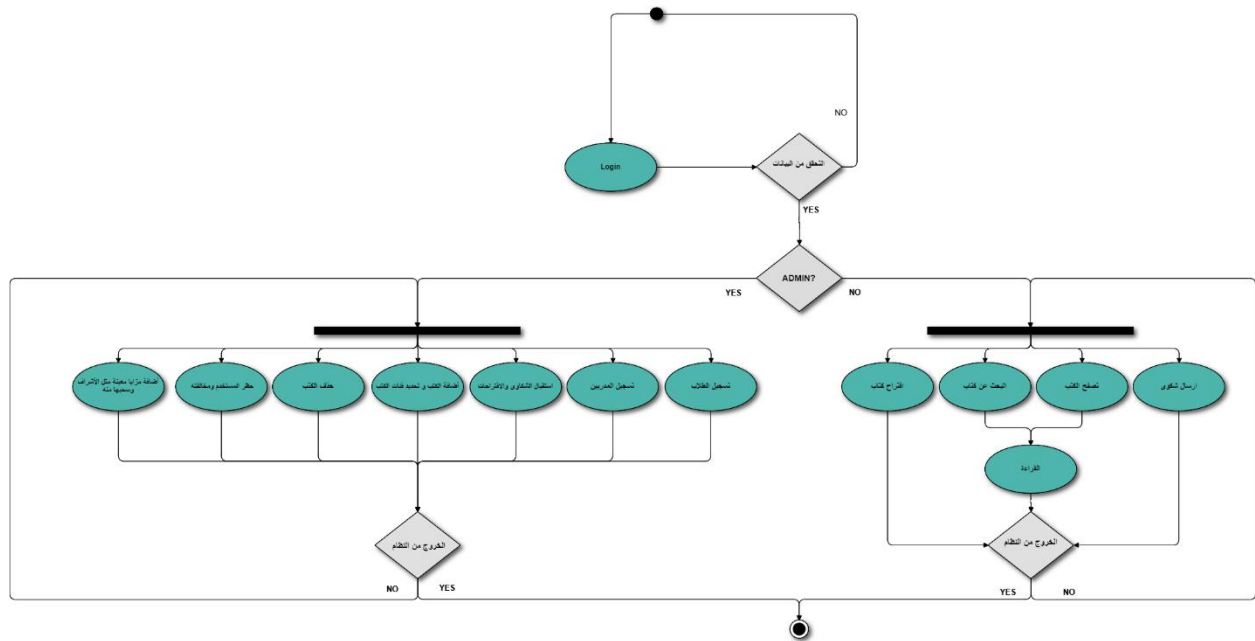 NO
Login
التحقق من البيانات
YES
ADMIN?
YES
NO
أضافة مزايا معينة مثل الأشراف
وسحبها منه
حظر المستخدم ومخالفته
حذف الكتب
أضافة الكتب و تحديد فئات الكتب
استقبال الشكاوى والاقتراحات
تسجيل المدربين
تسجيل الطلاب
اقتراح كتاب
البحث عن كتاب
تصفح الكتب
ارسال شكوى
القراءة
الخروج من النظام
الخروج من النظام
NO
YES
YES
NO